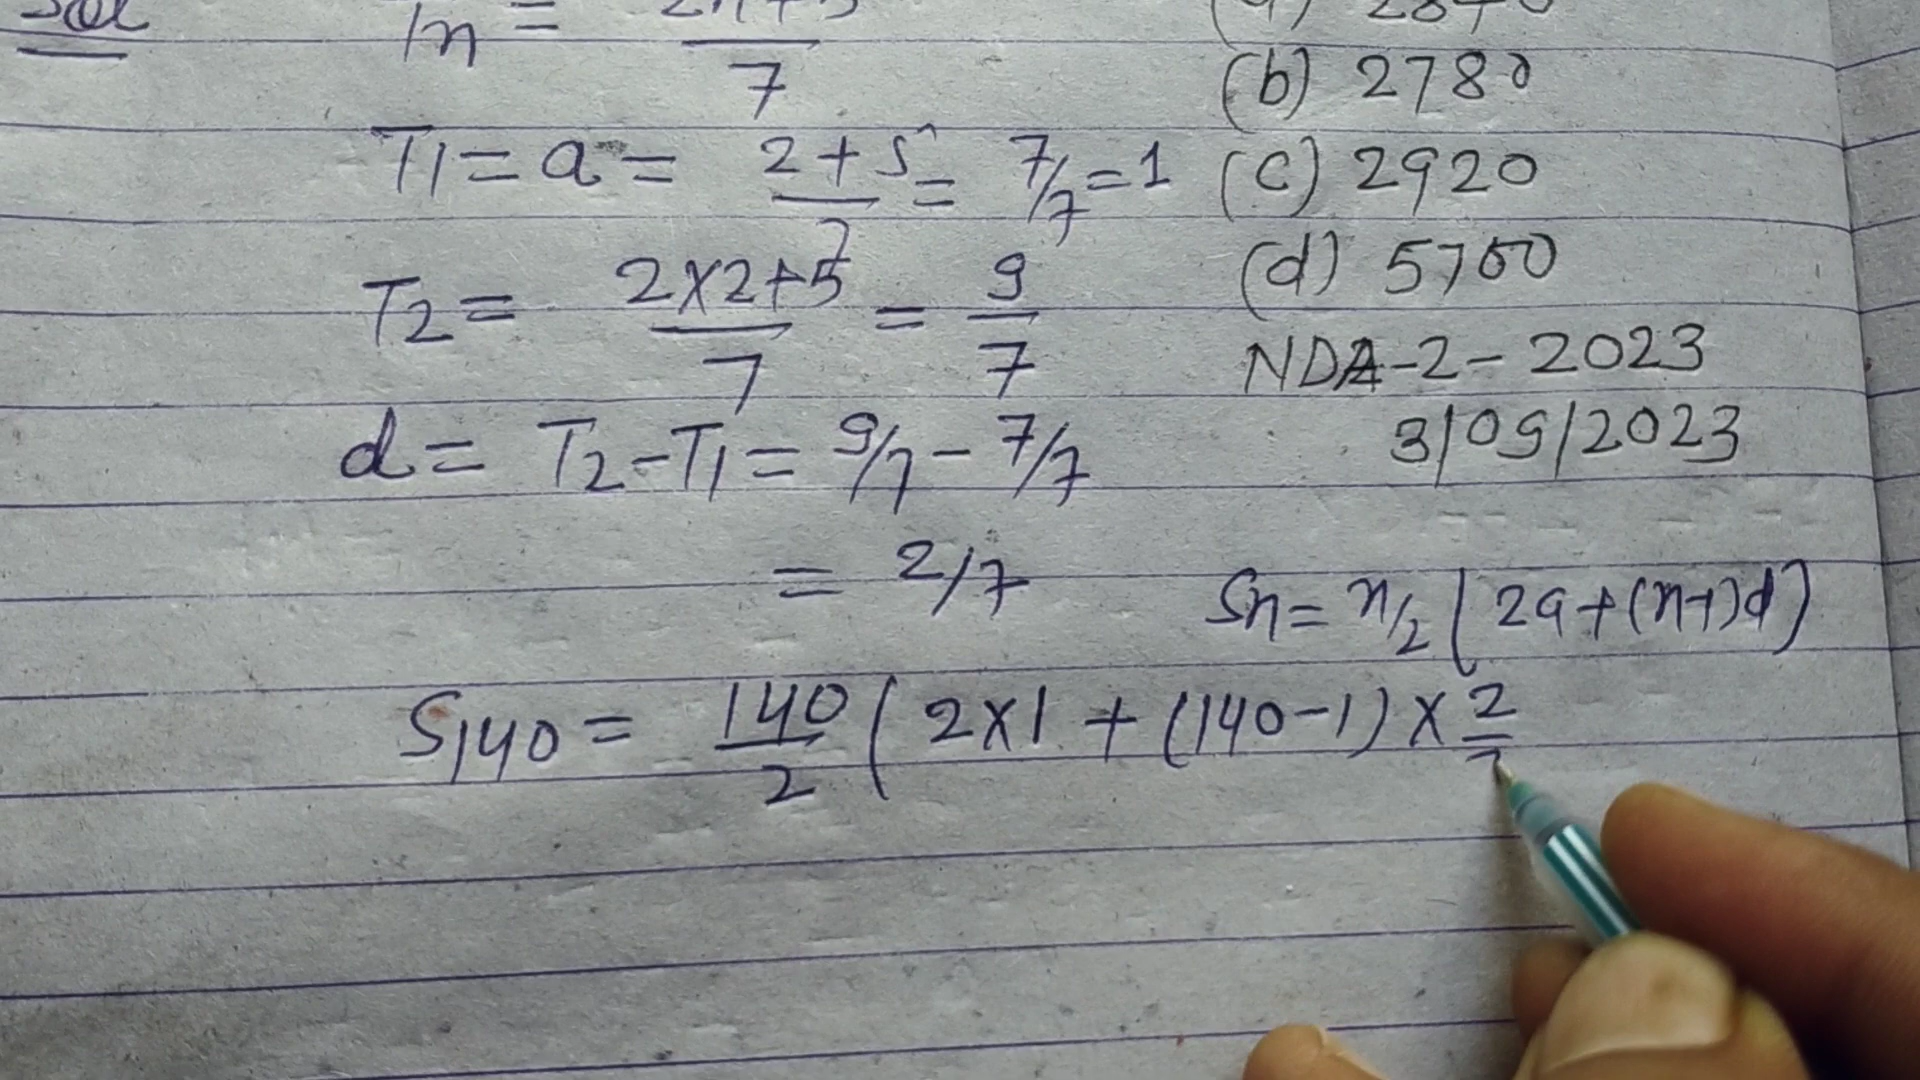 Sol Tn = 2n+5/7
(b) 2780
T1 = a = 2+5/7 = 7/7 = 1 (c) 2920
T2 = 2×2+5/7 = 9/7 (d) 5700
NDA-2-2023
d = T2-T1 = 9/7 - 7/7 3/09/2023
= 2/7 Sn = n/2 [2a+(n-1)d]
S140 = 140/2 ( 2×1 + (140-1) × 2/7